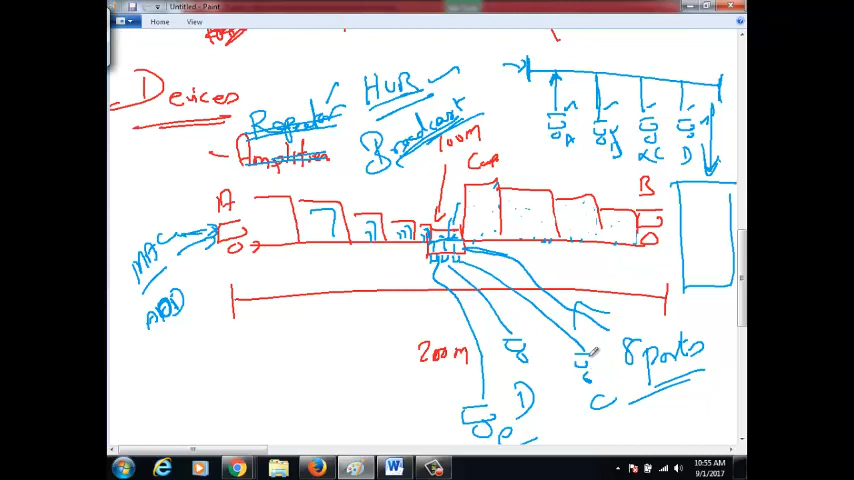 Untitled - Paint
Home View
Devices
Repeater
HUB
Amplifier
Broadcast
100m
Cap
A
B
A
B
C
D
MAC
ADD
200m
D
C
8 ports
10:55 AM
9/1/2017